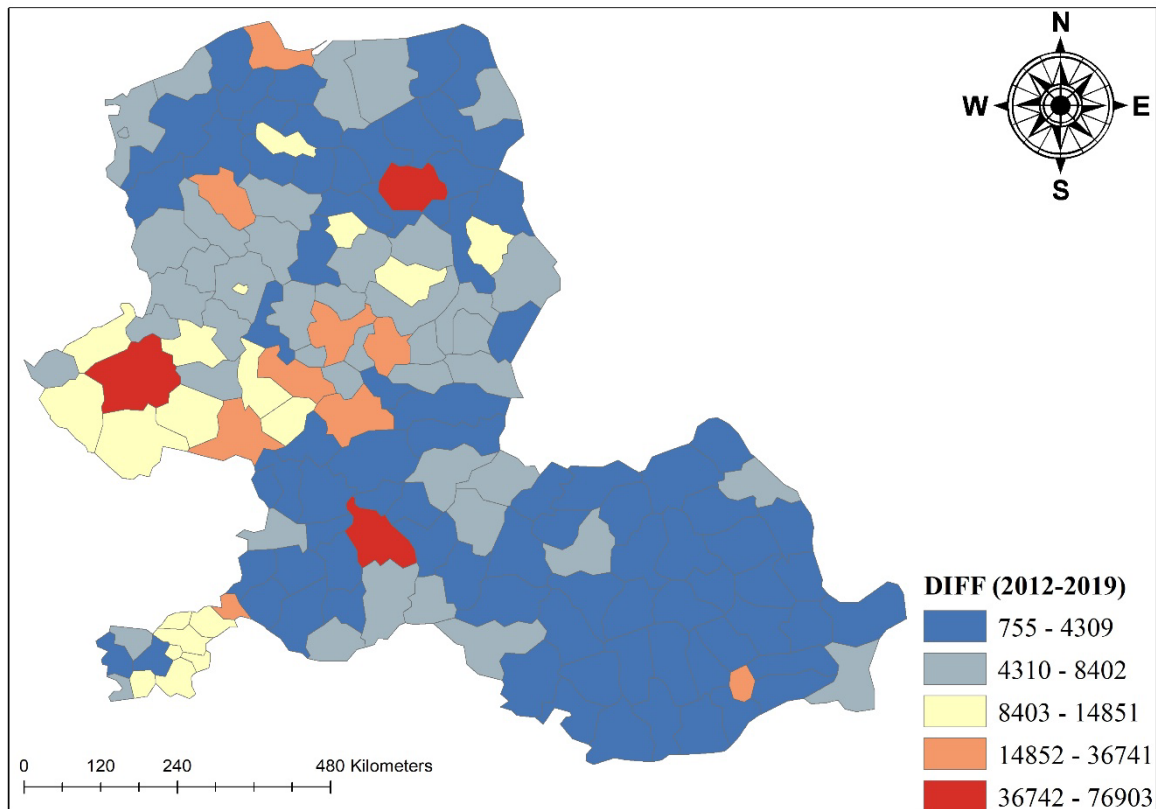 N
W E
S
DIFF (2012-2019)
755 - 4309
4310 - 8402
8403 - 14851
14852 - 36741
36742 - 76903
0 120 240 480 Kilometers